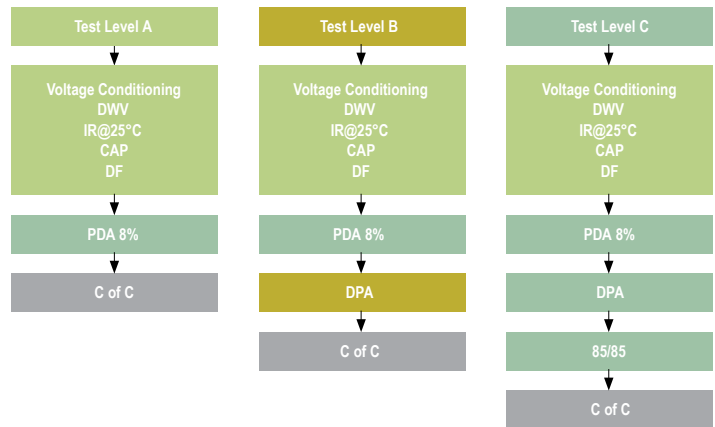 Test Level A
Voltage Conditioning
DWV
IR@25°C
CAP
DF
PDA 8%
C of C
Test Level B
Voltage Conditioning
DWV
IR@25°C
CAP
DF
PDA 8%
DPA
C of C
Test Level C
Voltage Conditioning
DWV
IR@25°C
CAP
DF
PDA 8%
DPA
85/85
C of C